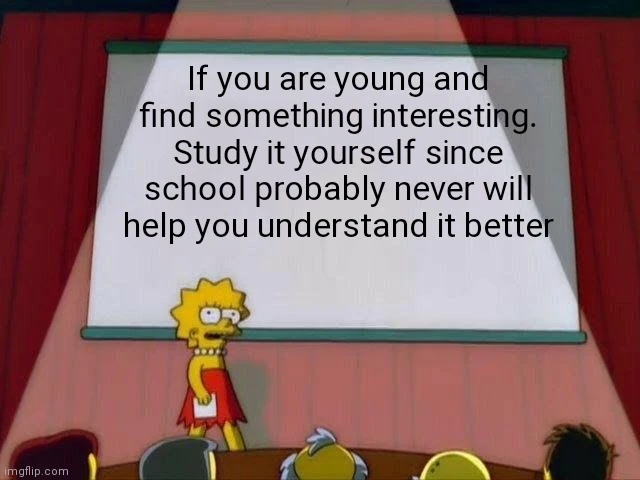 If you are young and
find something interesting.
Study it yourself since
school probably never will
help you understand it better
imgflip.com